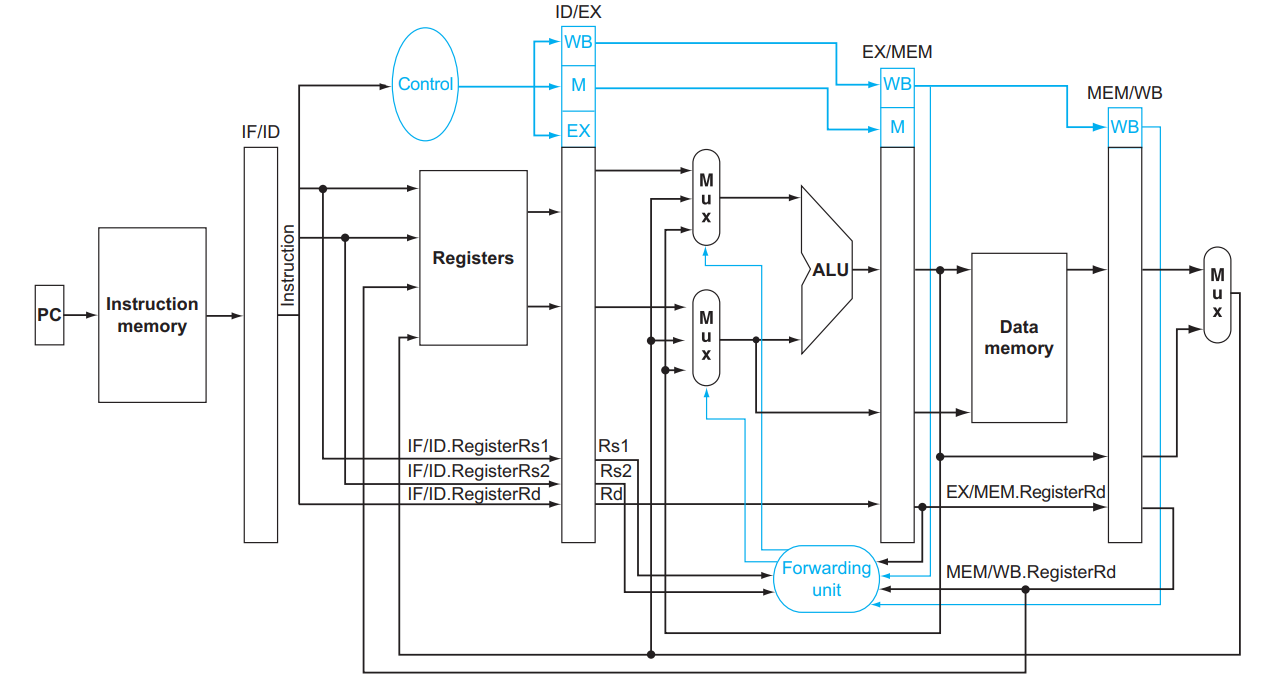 ID/EX
WB
Control
M
EX
EX/MEM
WB
M
MEM/WB
WB
IF/ID
PC
Instruction
memory
Instruction
Registers
M
u
x
M
u
x
ALU
Data
memory
M
u
x
IF/ID.RegisterRs1
IF/ID.RegisterRs2
IF/ID.RegisterRd
Rs1
Rs2
Rd
EX/MEM.RegisterRd
Forwarding
unit
MEM/WB.RegisterRd